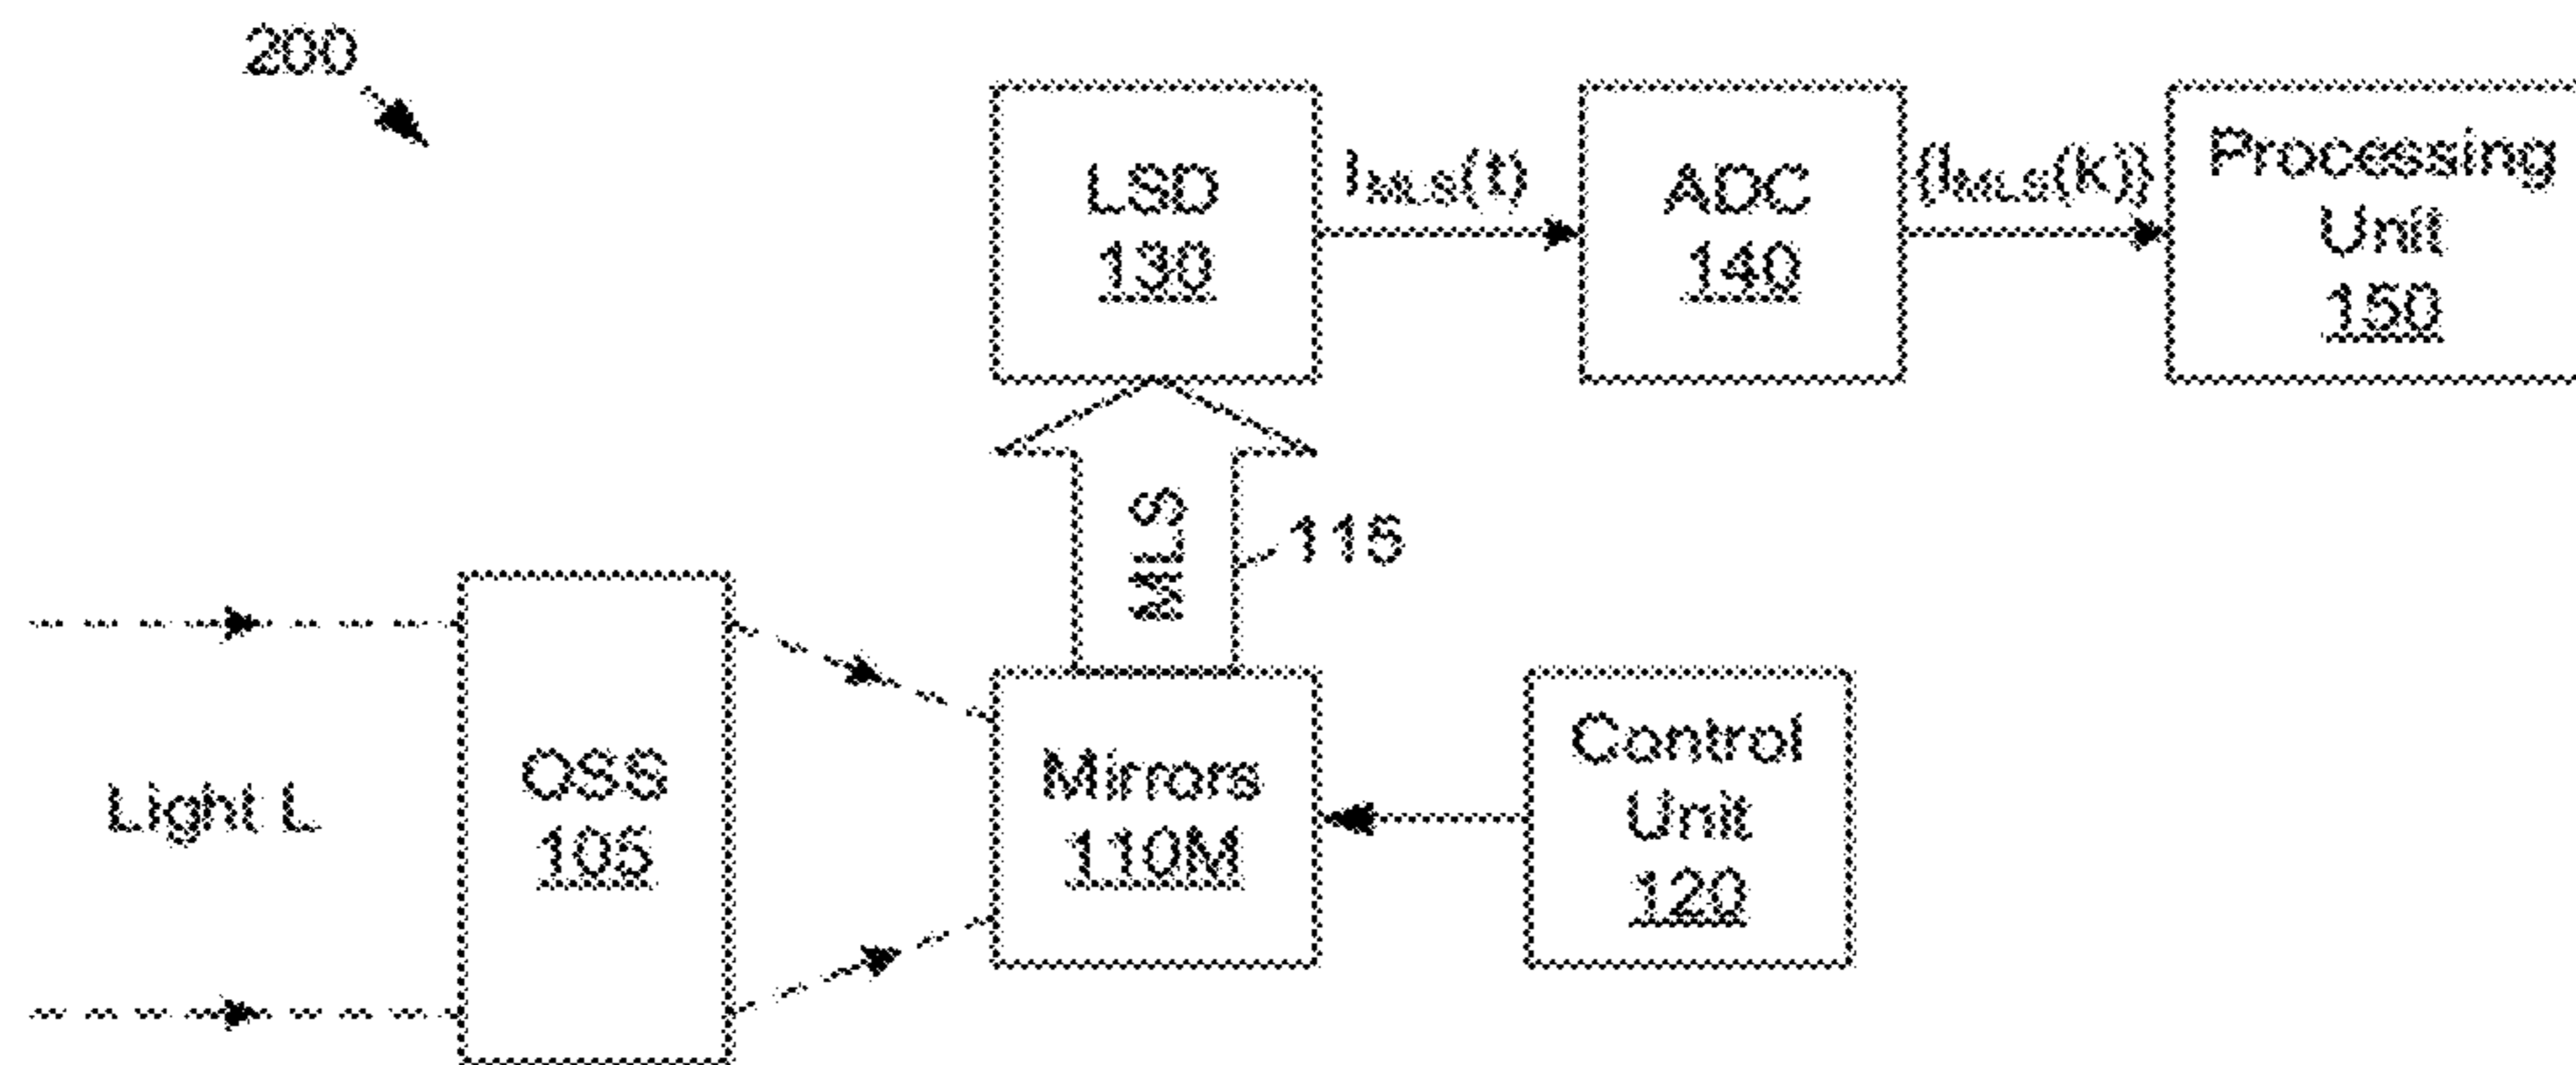 200
LSD
130
I_MLS(t)
ADC
140
{I_MLS(k)}
Processing
Unit
150
MLS
115
Light L
OSS
105
Mirrors
110M
Control
Unit
120